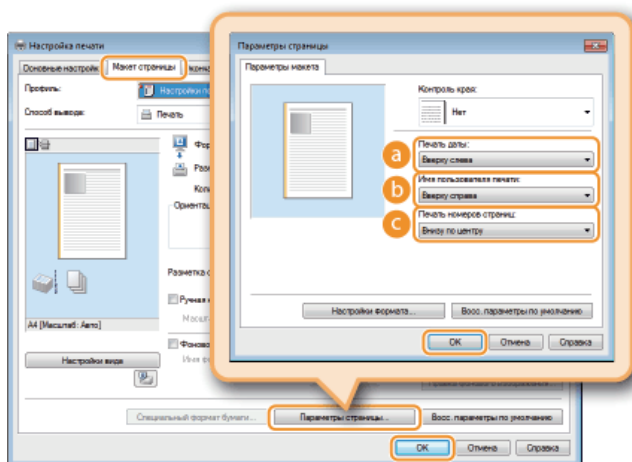 Настройка печати
Основные настройк
Макет страницы
Профиль:
Способ вывода:
Печать
A4 [Масштаб: Авто]
Настройки вида
Разметка с
Ручная
Специальный формат бумаги...
Параметры страницы...
Восс. параметры по умолчанию
OK
Отмена
Справка
Параметры страницы
Параметры макета
Контроль края:
Нет
a
Печать даты:
Вверху слева
b
Имя пользователя печати:
Вверху справа
c
Печать номеров страниц:
Внизу по центру
Настройки формата...
Восс. параметры по умолчанию
OK
Отмена
Справка